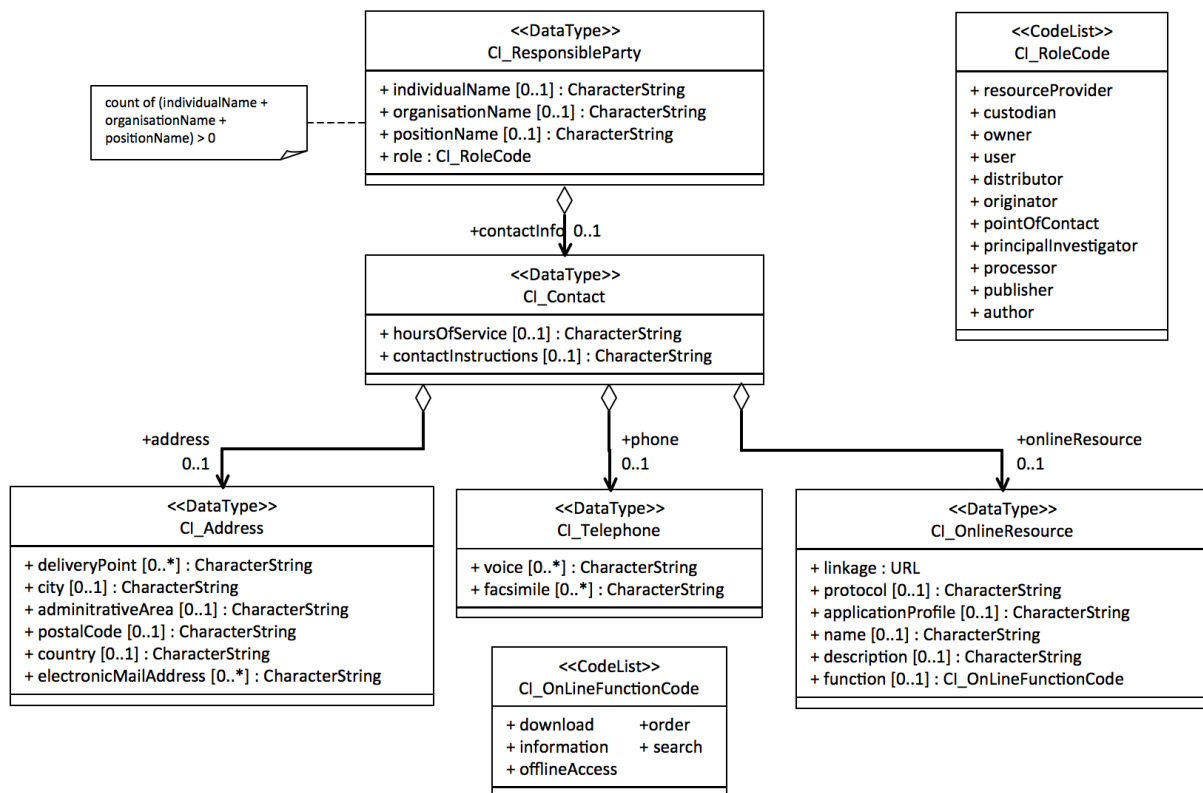 <<DataType>>
CI_ResponsibleParty
+ individualName [0..1] : CharacterString
+ organisationName [0..1] : CharacterString
+ positionName [0..1] : CharacterString
+ role : CI_RoleCode
count of (individualName +
organisationName +
positionName) > 0
<<CodeList>>
CI_RoleCode
+ resourceProvider
+ custodian
+ owner
+ user
+ distributor
+ originator
+ pointOfContact
+ principalInvestigator
+ processor
+ publisher
+ author
+contactInfo 0..1
<<DataType>>
CI_Contact
+ hoursOfService [0..1] : CharacterString
+ contactInstructions [0..1] : CharacterString
+address
0..1
+phone
0..1
+onlineResource
0..1
<<DataType>>
CI_Address
+ deliveryPoint [0..*] : CharacterString
+ city [0..1] : CharacterString
+ adminitrativeArea [0..1] : CharacterString
+ postalCode [0..1] : CharacterString
+ country [0..1] : CharacterString
+ electronicMailAddress [0..*] : CharacterString
<<DataType>>
CI_Telephone
+ voice [0..*] : CharacterString
+ facsimile [0..*] : CharacterString
<<DataType>>
CI_OnlineResource
+ linkage : URL
+ protocol [0..1] : CharacterString
+ applicationProfile [0..1] : CharacterString
+ name [0..1] : CharacterString
+ description [0..1] : CharacterString
+ function [0..1] : CI_OnLineFunctionCode
<<CodeList>>
CI_OnLineFunctionCode
+ download +order
+ information + search
+ offlineAccess